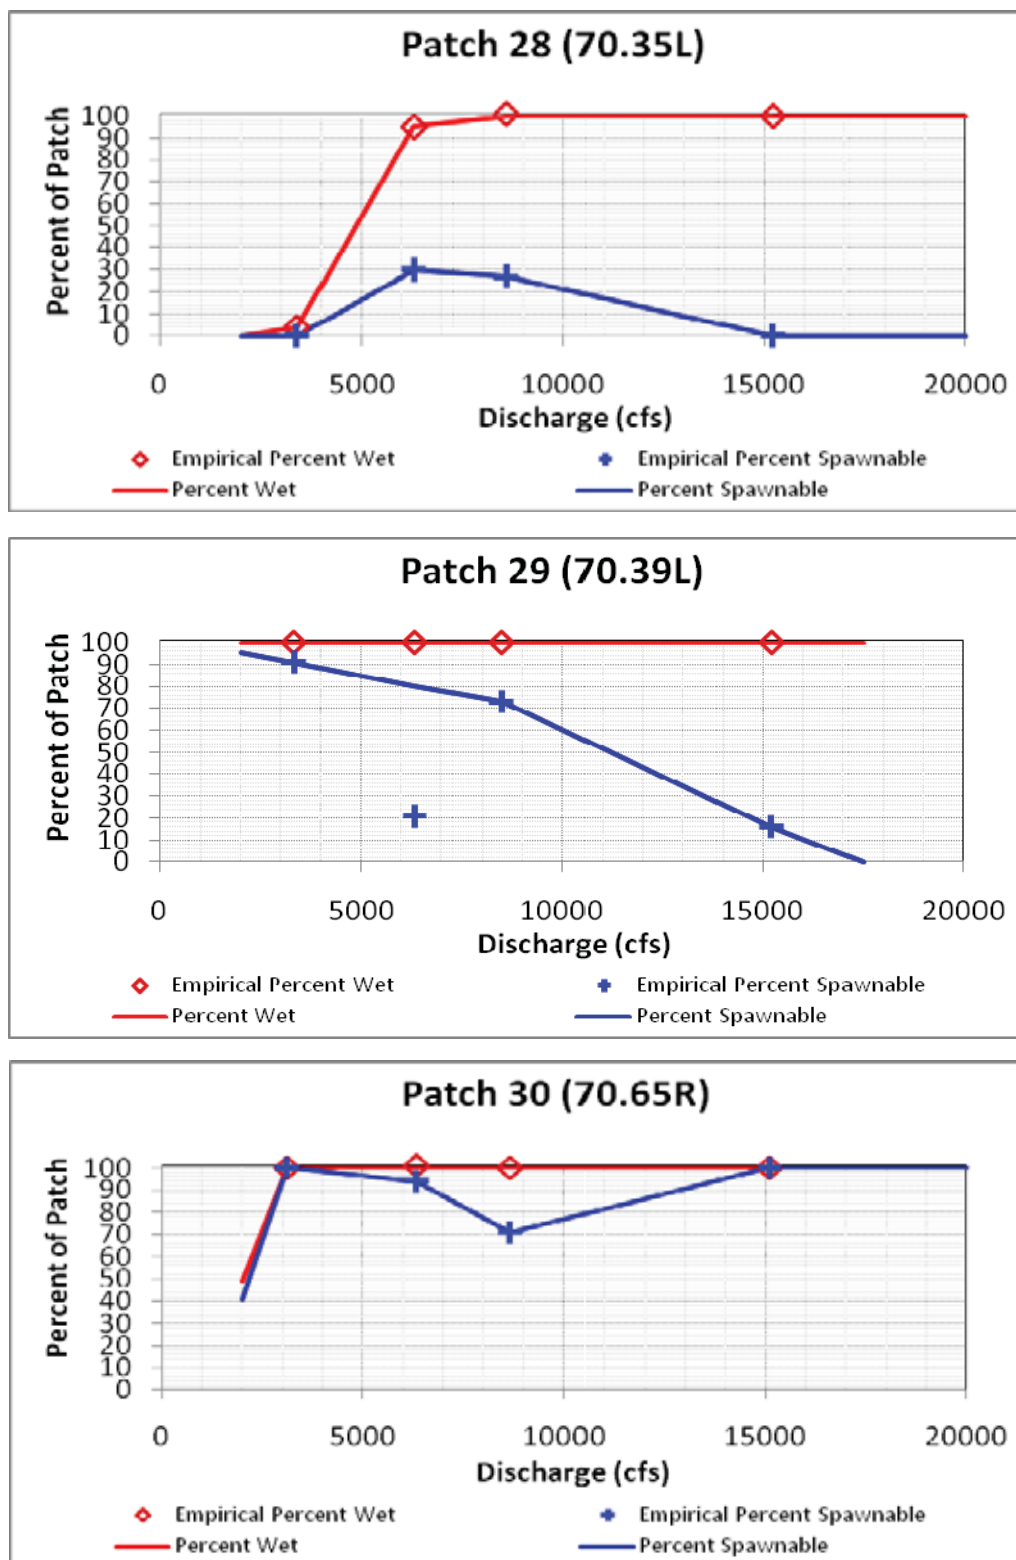 Patch 28 (70.35L)
Percent of Patch
100
90
80
70
60
50
40
30
20
10
0
0 5000 10000 15000 20000
Discharge (cfs)
Empirical Percent Wet Empirical Percent Spawnable
Percent Wet Percent Spawnable
Patch 29 (70.39L)
Percent of Patch
100
90
80
70
60
50
40
30
20
10
0
0 5000 10000 15000 20000
Discharge (cfs)
Empirical Percent Wet Empirical Percent Spawnable
Percent Wet Percent Spawnable
Patch 30 (70.65R)
Percent of Patch
100
90
80
70
60
50
40
30
20
10
0
0 5000 10000 15000 20000
Discharge (cfs)
Empirical Percent Wet Empirical Percent Spawnable
Percent Wet Percent Spawnable